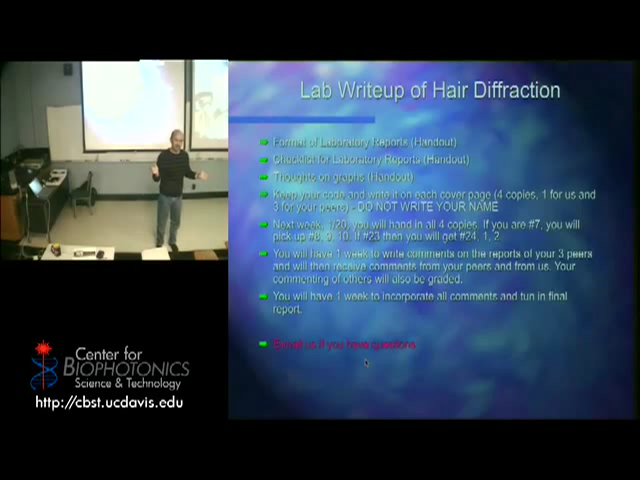 Lab Writeup of Hair Diffraction
Format of Laboratory Reports (Handout)
Checklist for Laboratory Reports (Handout)
Thoughts on graphs (Handout)
Keep your code and write it on each cover page (4 copies, 1 for us and
3 for your peers) - DO NOT WRITE YOUR NAME
Next week, 1/20, you will hand in all 4 copies. If you are #7, you will
pick up #8, 9, 10. If #23 then you will get #24, 1, 2.
You will have 1 week to write comments on the reports of your 3 peers
and will then receive comments from your peers and from us. Your
commenting of others will also be graded.
You will have 1 week to incorporate all comments and tun in final
report.
E-mail us if you have questions
Center for
BIOPHOTONICS
Science & Technology
http://cbst.ucdavis.edu